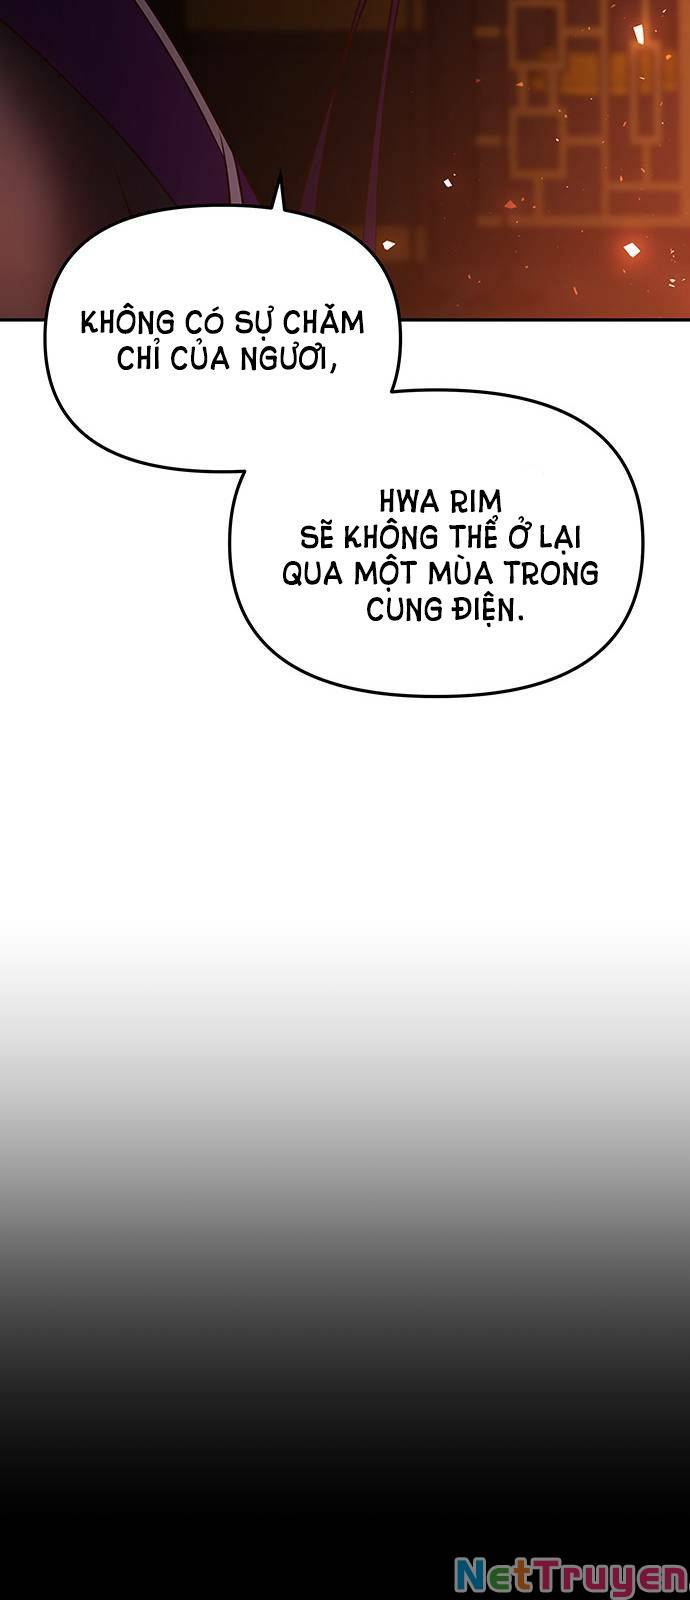 KHÔNG CÓ SỰ CHĂM
CHỈ CỦA NGƯƠI,
HWA RIM
SẼ KHÔNG THỂ Ở LẠI
QUA MỘT MÙA TRONG
CUNG ĐIỆN.
NETTRUYEN